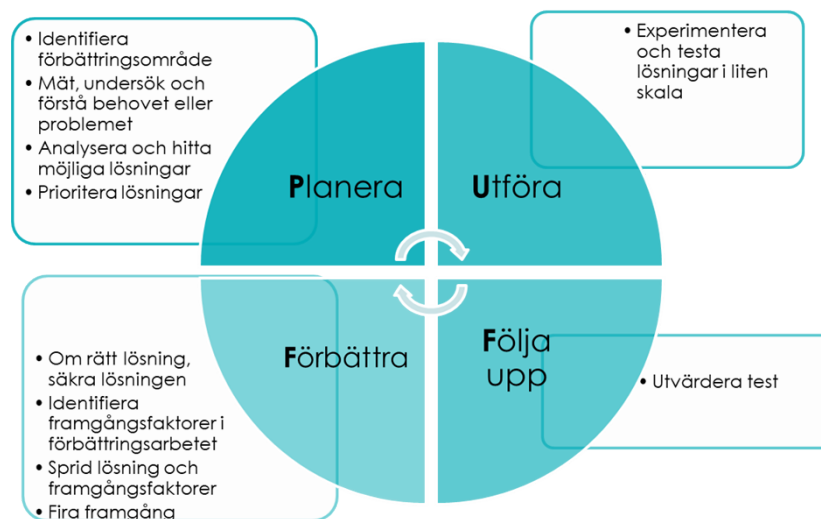 • Identifiera
förbättringsområde
• Mät, undersök och
förstå behovet eller
problemet
• Analysera och hitta
möjliga lösningar
• Prioritera lösningar
Planera
Utföra
• Experimentera
och testa
lösningar i liten
skala
Förbättra
• Om rätt lösning,
säkra lösningen
• Identifiera
framgångsfaktorer i
förbättringsarbetet
• Sprid lösning och
framgångsfaktorer
• Fira framgång
Följa
upp
• Utvärdera test